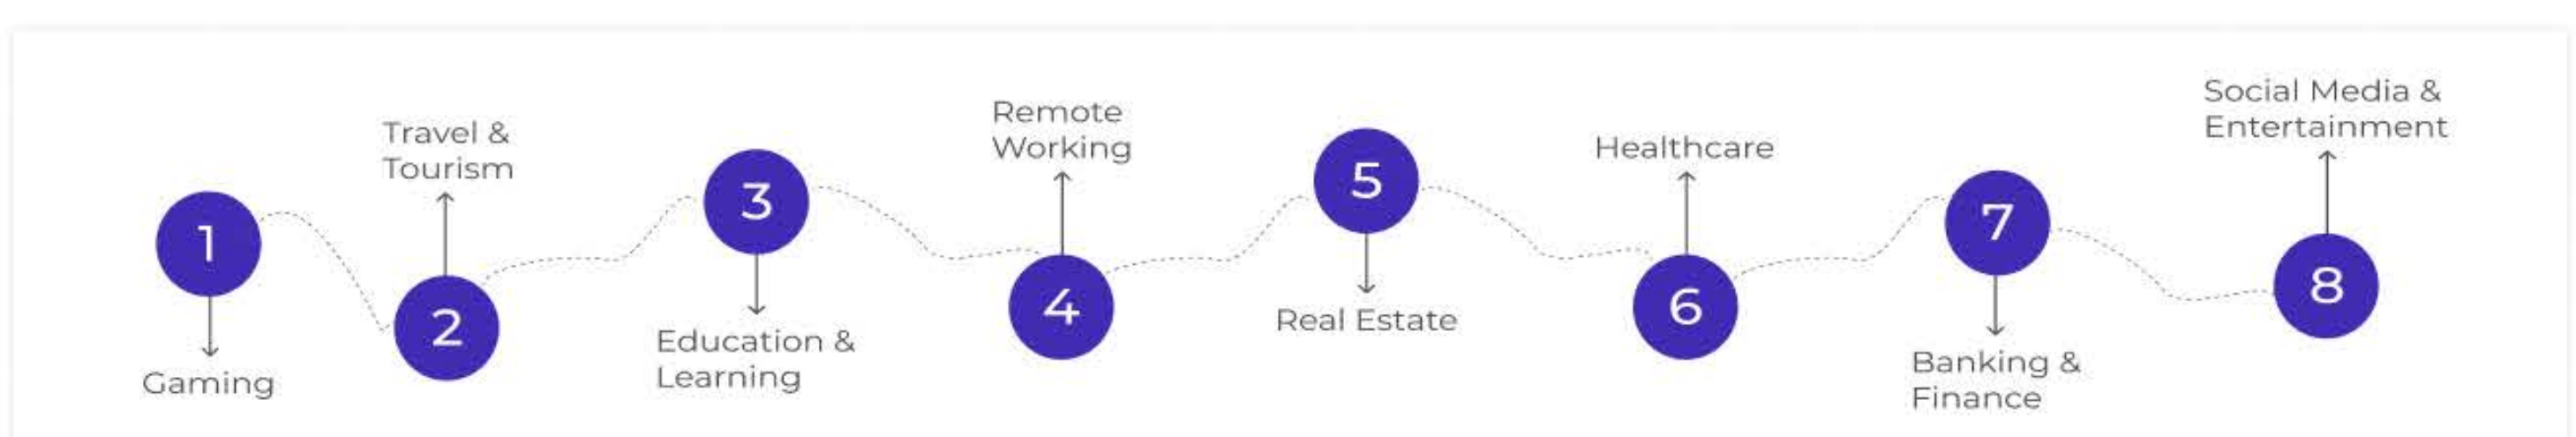 1
Gaming
Travel &
Tourism
2
3
Education &
Learning
Remote
Working
4
5
Real Estate
Healthcare
6
7
Banking &
Finance
Social Media &
Entertainment
8